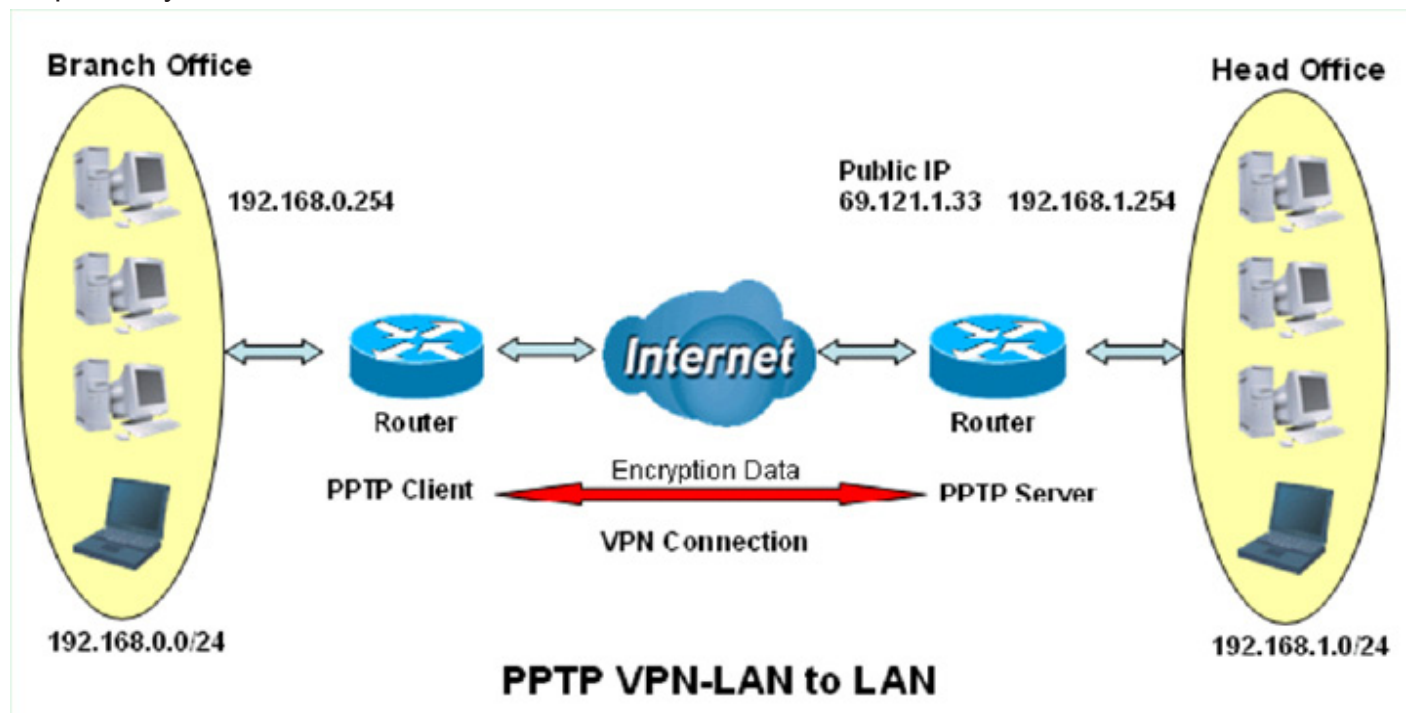 Branch Office
Head Office
192.168.0.254
Public IP
69.121.1.33 192.168.1.254
Internet
Router
Router
PPTP Client
Encryption Data
PPTP Server
VPN Connection
192.168.0.0/24
192.168.1.0/24
PPTP VPN-LAN to LAN